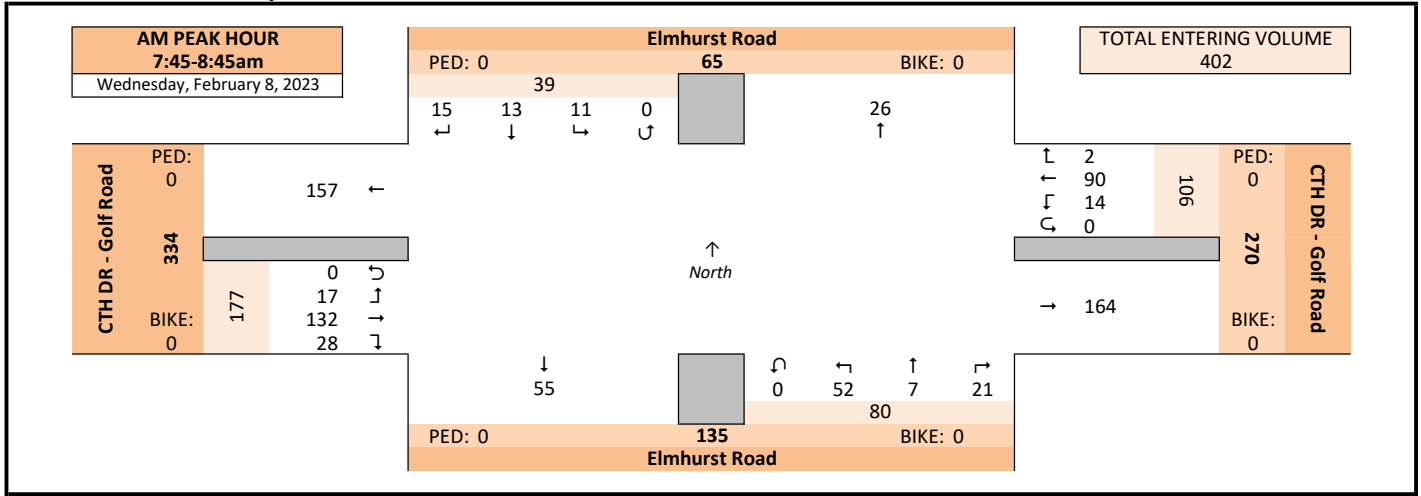 AM PEAK HOUR
7:45-8:45am
Wednesday, February 8, 2023
Elmhurst Road
PED: 0 65 BIKE: 0
39
15 13 11 0
↵ ↓ ↳ ↺
26
↑
TOTAL ENTERING VOLUME
402
CTH DR - Golf Road
PED:
0
334
BIKE:
0
157 ←
177
0 ⮌
17 ↰
132 →
28 ↴
↑
North
↑ 2
← 90
↓ 14
⮎ 0
106
PED:
0
270
BIKE:
0
CTH DR - Golf Road
→ 164
↓
55
↶ ↰ ↑ ↱
0 52 7 21
80
PED: 0 135 BIKE: 0
Elmhurst Road